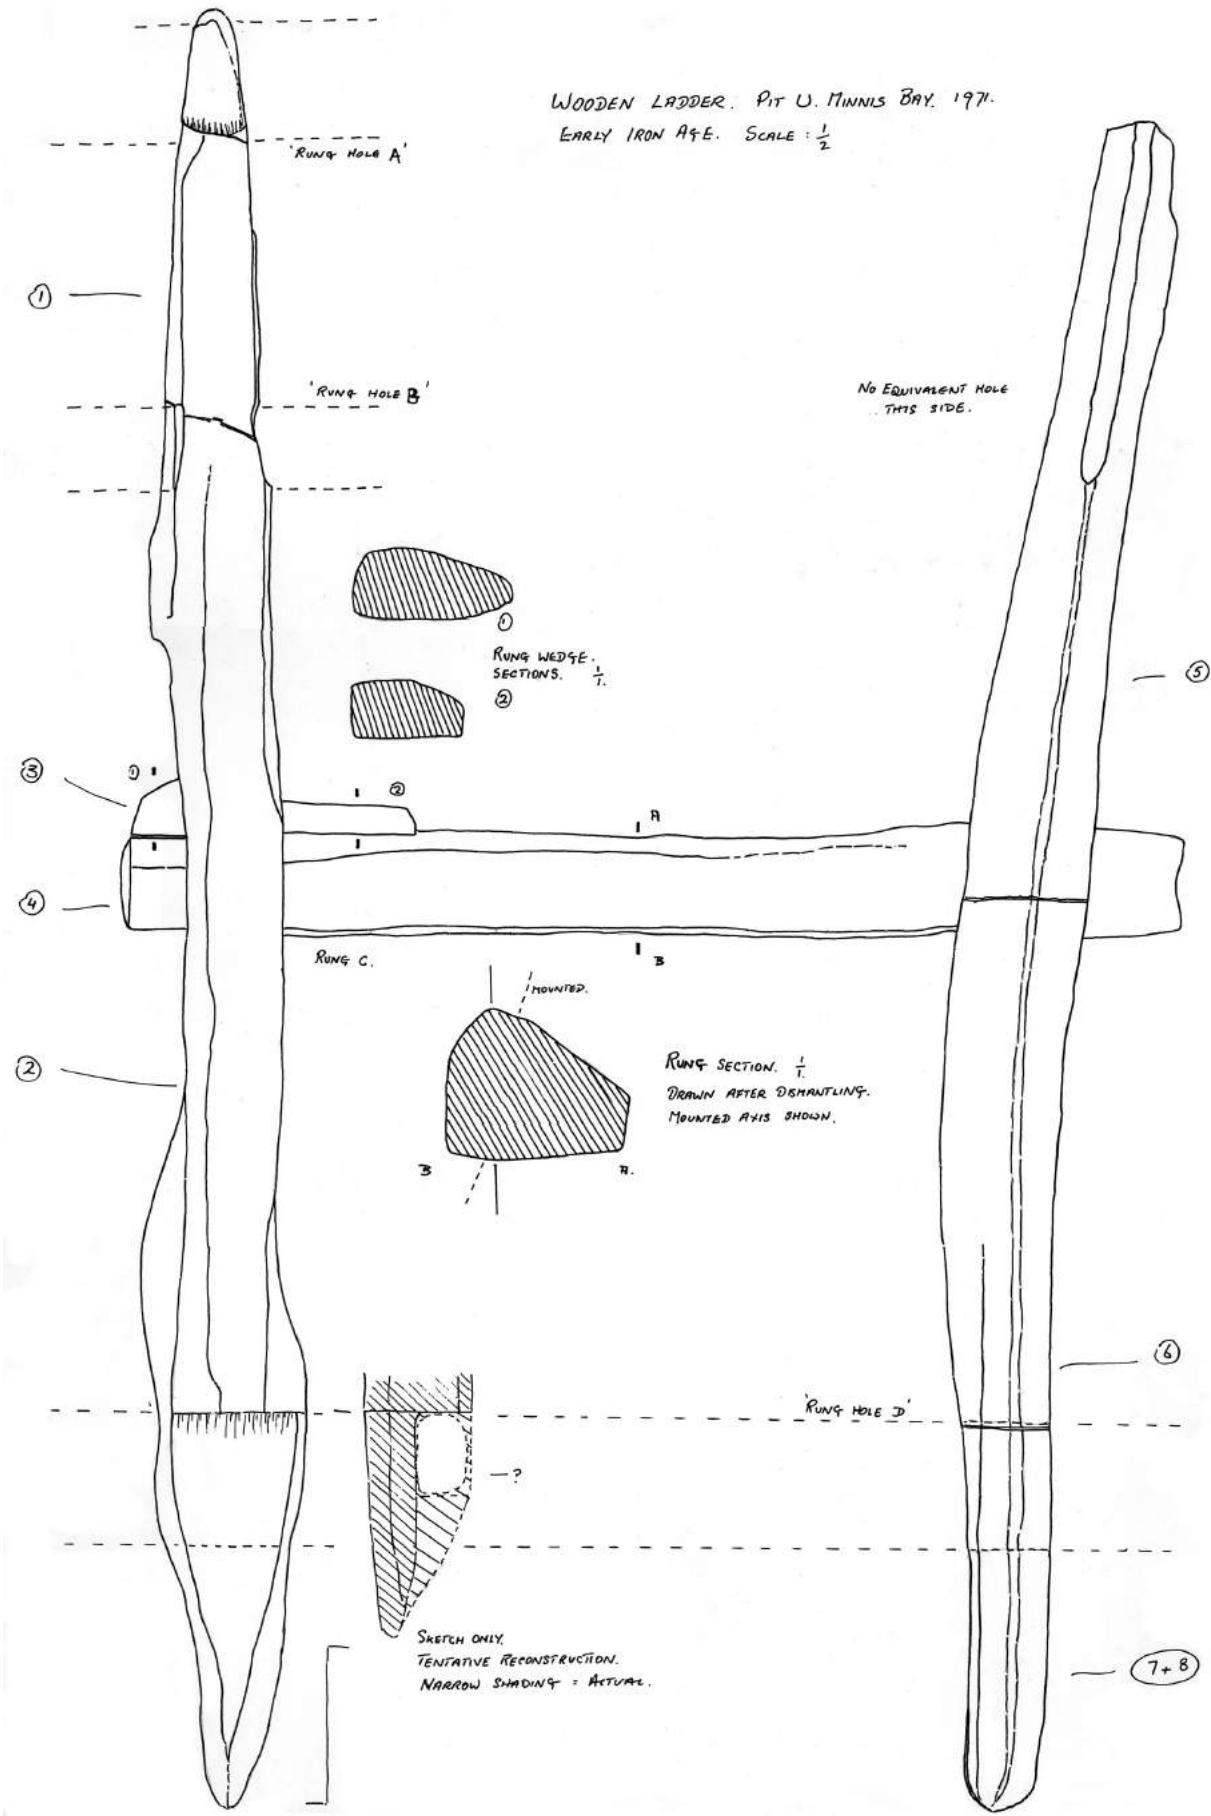 WOODEN LADDER. PIT U. MINNIS BAY. 1971.
EARLY IRON AGE. SCALE : 1/2
'RUNG HOLE A'
①
'RUNG HOLE B'
NO EQUIVALENT HOLE
THIS SIDE.
①
RUNG WEDGE.
SECTIONS. 1/1.
②
⑤
③
①
②
A
④
RUNG C.
B
MOUNTED.
②
RUNG SECTION. 1/1.
DRAWN AFTER DISMANTLING.
MOUNTED AXIS SHOWN.
B
A.
⑥
'RUNG HOLE D'
—?
SKETCH ONLY.
TENTATIVE RECONSTRUCTION.
NARROW SHADING = ACTUAL.
7+8